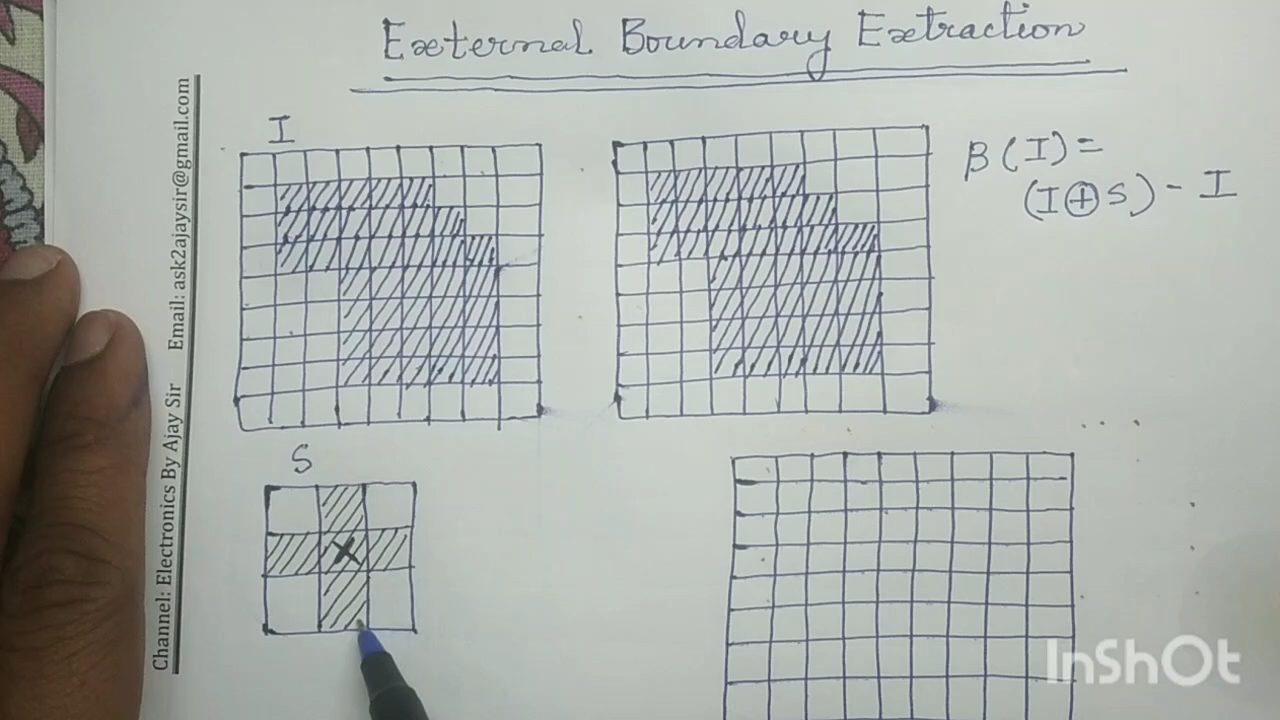 External Boundary Extraction
I
β(I) =
(I⊕S) - I
S
Channel: Electronics By Ajay Sir Email: ask2ajaysir@gmail.com
InShOt